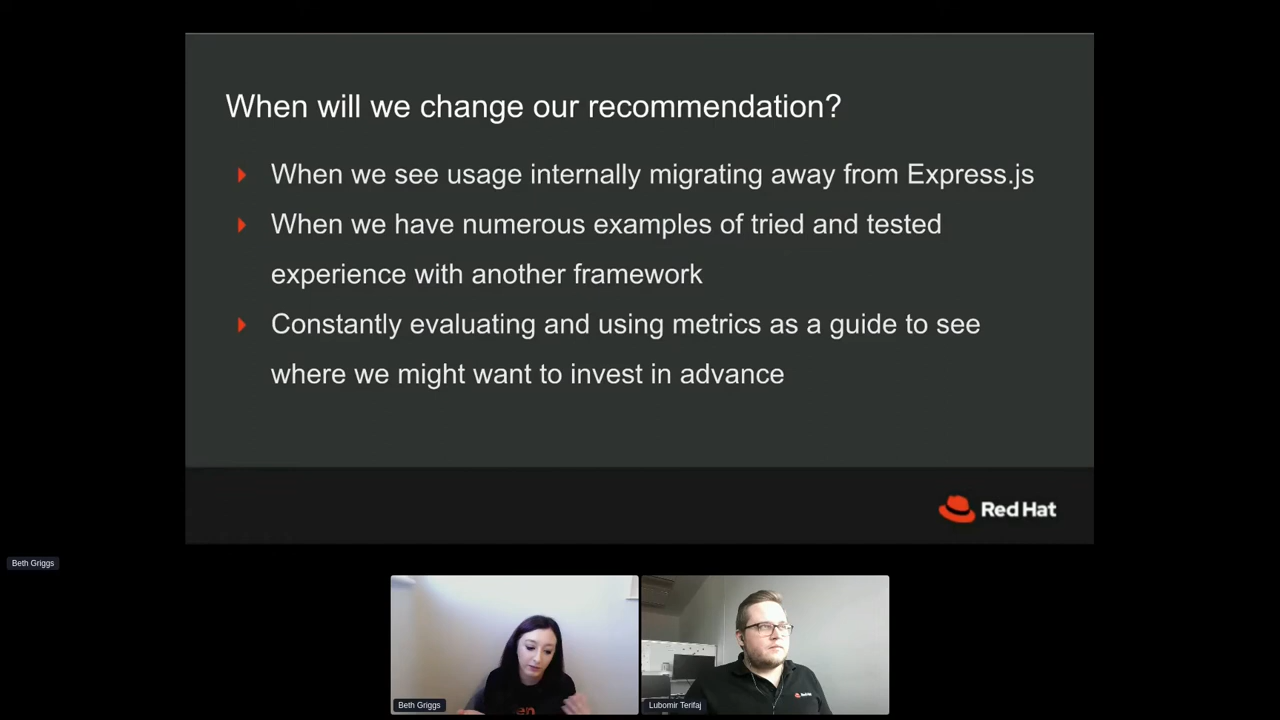 When will we change our recommendation?
When we see usage internally migrating away from Express.js
When we have numerous examples of tried and tested
experience with another framework
Constantly evaluating and using metrics as a guide to see
where we might want to invest in advance
Red Hat
Beth Griggs
Beth Griggs
Lubomir Terifaj
Red Hat